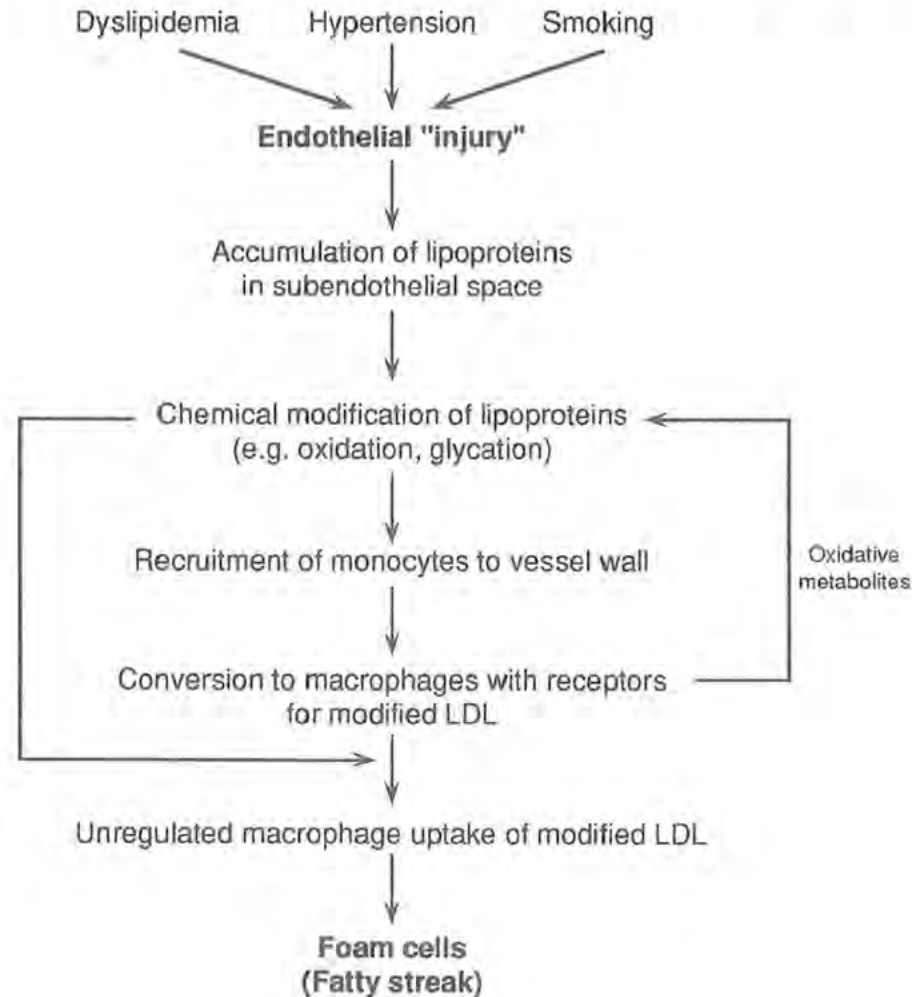 Dyslipidemia Hypertension Smoking
Endothelial "injury"
Accumulation of lipoproteins
in subendothelial space
Chemical modification of lipoproteins
(e.g. oxidation, glycation)
Recruitment of monocytes to vessel wall
Oxidative
metabolites
Conversion to macrophages with receptors
for modified LDL
Unregulated macrophage uptake of modified LDL
Foam cells
(Fatty streak)